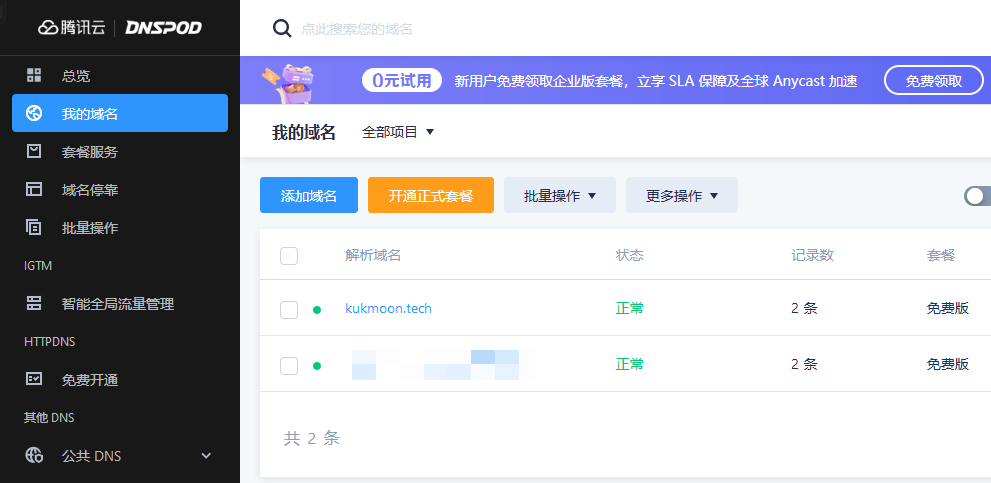 腾讯云 DNSPOD
点此搜索您的域名
总览
我的域名
套餐服务
域名停靠
批量操作
IGTM
智能全局流量管理
HTTPDNS
免费开通
其他 DNS
公共 DNS
0元试用 新用户免费领取企业版套餐，立享 SLA 保障及全球 Anycast 加速 免费领取
我的域名 全部项目
添加域名 开通正式套餐 批量操作 更多操作
解析域名 状态 记录数 套餐
kukmoon.tech 正常 2 条 免费版
正常 2 条 免费版
共 2 条